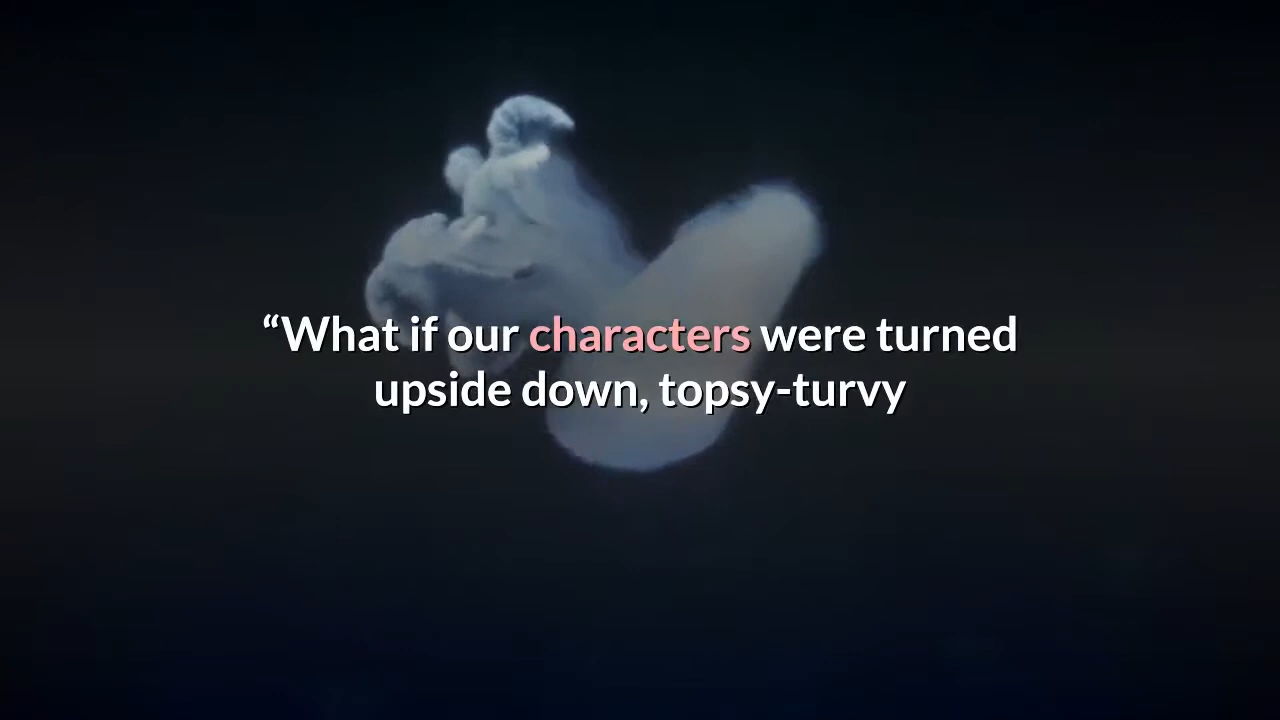 “What if our characters were turned
upside down, topsy-turvy